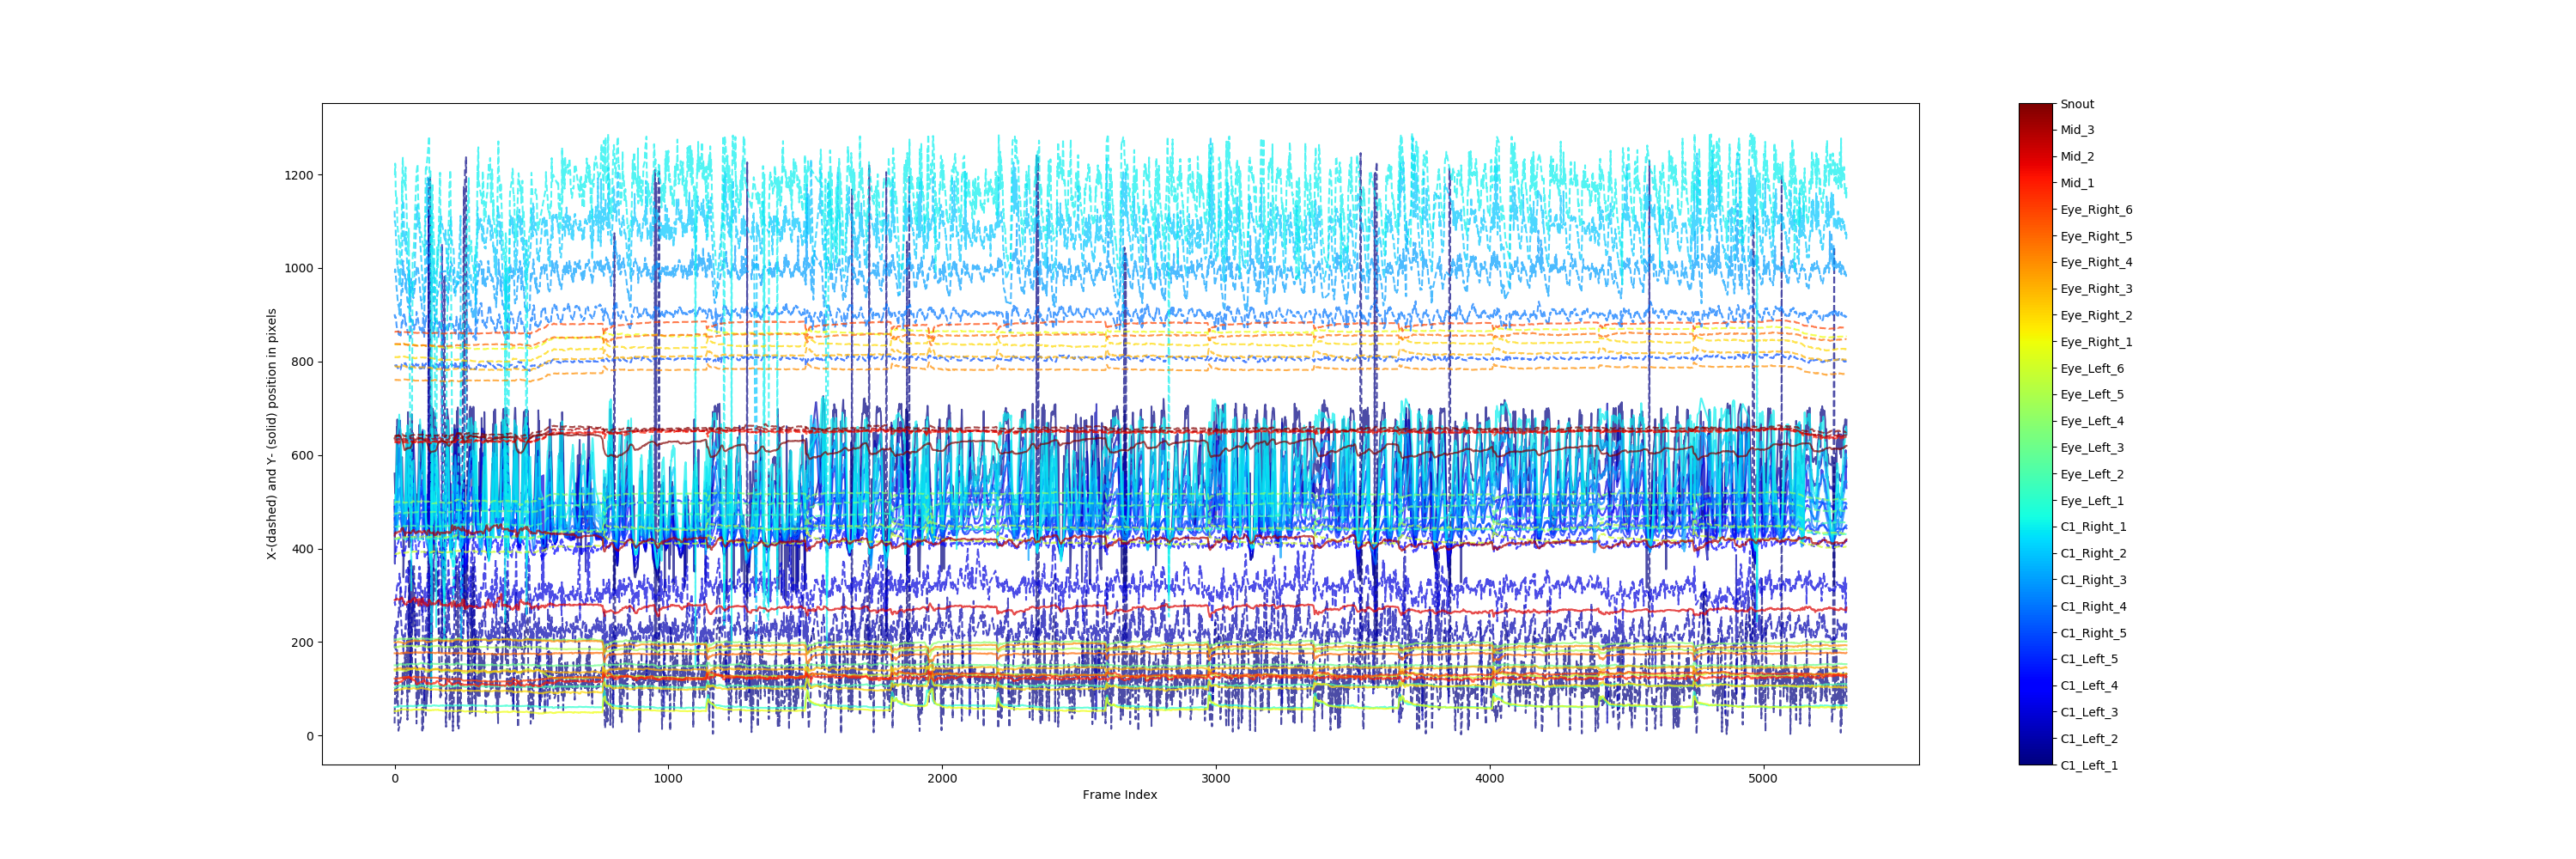 X-(dashed) and Y- (solid) position in pixels
1200
1000
800
600
400
200
0
0 1000 2000 3000 4000 5000
Frame Index
Snout
Mid_3
Mid_2
Mid_1
Eye_Right_6
Eye_Right_5
Eye_Right_4
Eye_Right_3
Eye_Right_2
Eye_Right_1
Eye_Left_6
Eye_Left_5
Eye_Left_4
Eye_Left_3
Eye_Left_2
Eye_Left_1
C1_Right_1
C1_Right_2
C1_Right_3
C1_Right_4
C1_Right_5
C1_Left_5
C1_Left_4
C1_Left_3
C1_Left_2
C1_Left_1